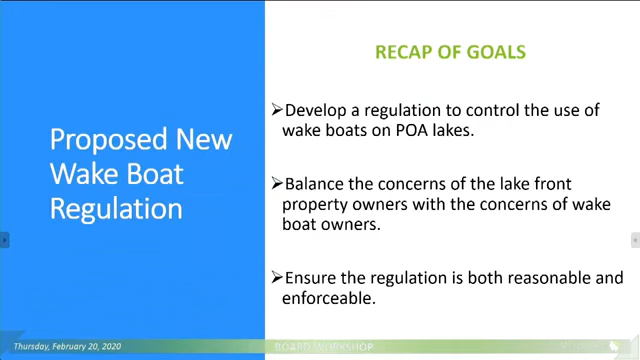 RECAP OF GOALS
Proposed New
Wake Boat
Regulation
➢Develop a regulation to control the use of
wake boats on POA lakes.
➢Balance the concerns of the lake front
property owners with the concerns of wake
boat owners.
➢Ensure the regulation is both reasonable and
enforceable.
Thursday, February 20, 2020
BOARD WORKSHOP